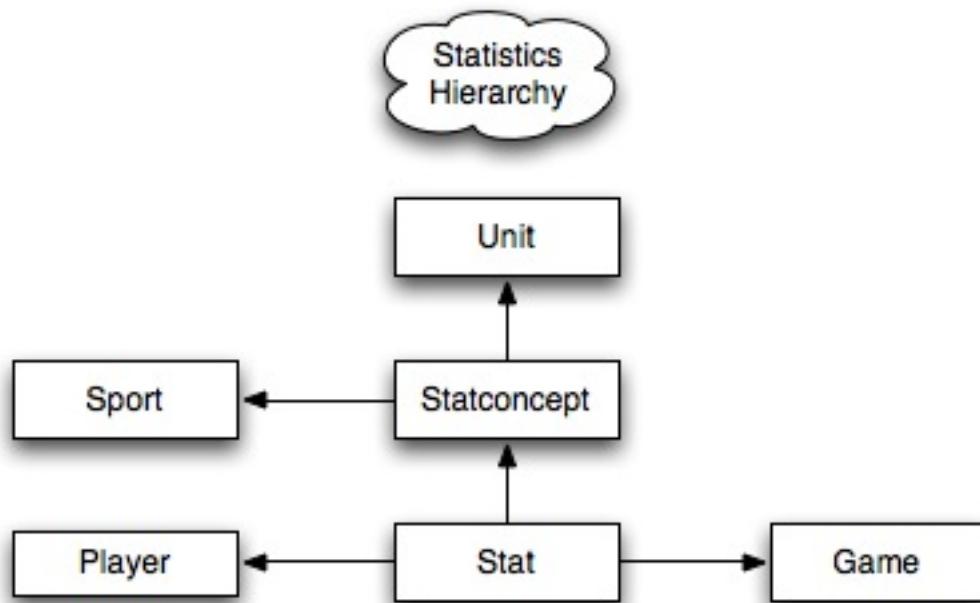 Statistics
Hierarchy
Unit
Sport
Statconcept
Player
Stat
Game